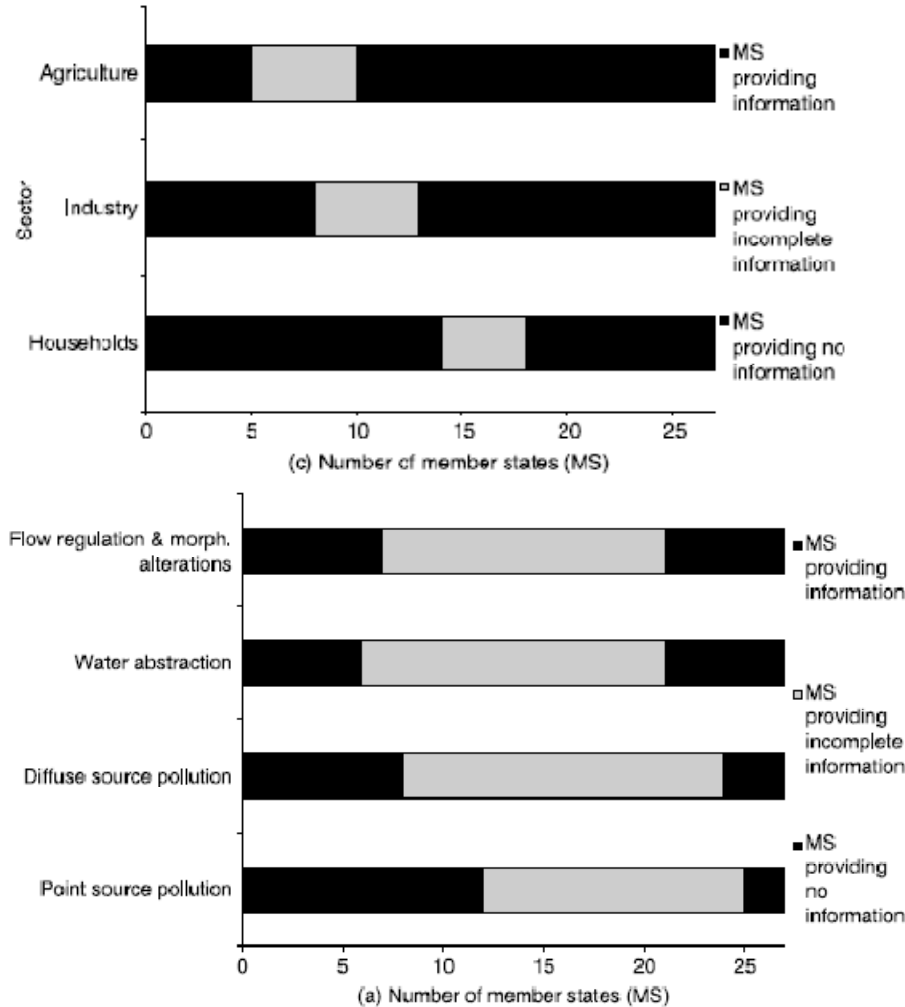 Agriculture
Sector
Industry
Households
MS
providing
information
MS
providing
incomplete
information
MS
providing no
information
0 5 10 15 20 25
(c) Number of member states (MS)
Flow regulation & morph.
alterations
Water abstraction
Diffuse source pollution
Point source pollution
MS
providing
information
MS
providing
incomplete
information
MS
providing
no
information
0 5 10 15 20 25
(a) Number of member states (MS)